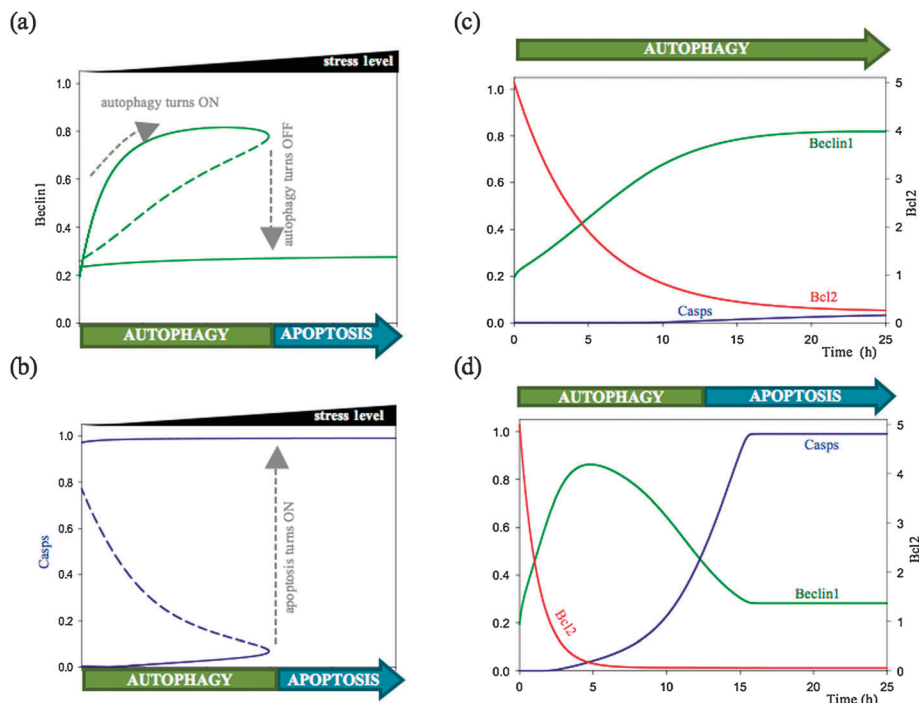 (a)
stress level
1.0
0.8
0.6
0.4
0.2
0.0
Beclin1
autophagy turns ON
autophagy turns OFF
AUTOPHAGY
APOPTOSIS
(b)
stress level
1.0
0.8
0.6
0.4
0.2
0.0
Casps
apoptosis turns ON
AUTOPHAGY
APOPTOSIS
(c)
AUTOPHAGY
1.0
0.8
0.6
0.4
0.2
0.0
5
4
3
2
1
0
Bcl2
Beclin1
Bcl2
Casps
0 5 10 15 20 25
Time (h)
(d)
AUTOPHAGY
APOPTOSIS
1.0
0.8
0.6
0.4
0.2
0.0
5
4
3
2
1
0
Bcl2
Casps
Beclin1
Bcl2
0 5 10 15 20 25
Time (h)